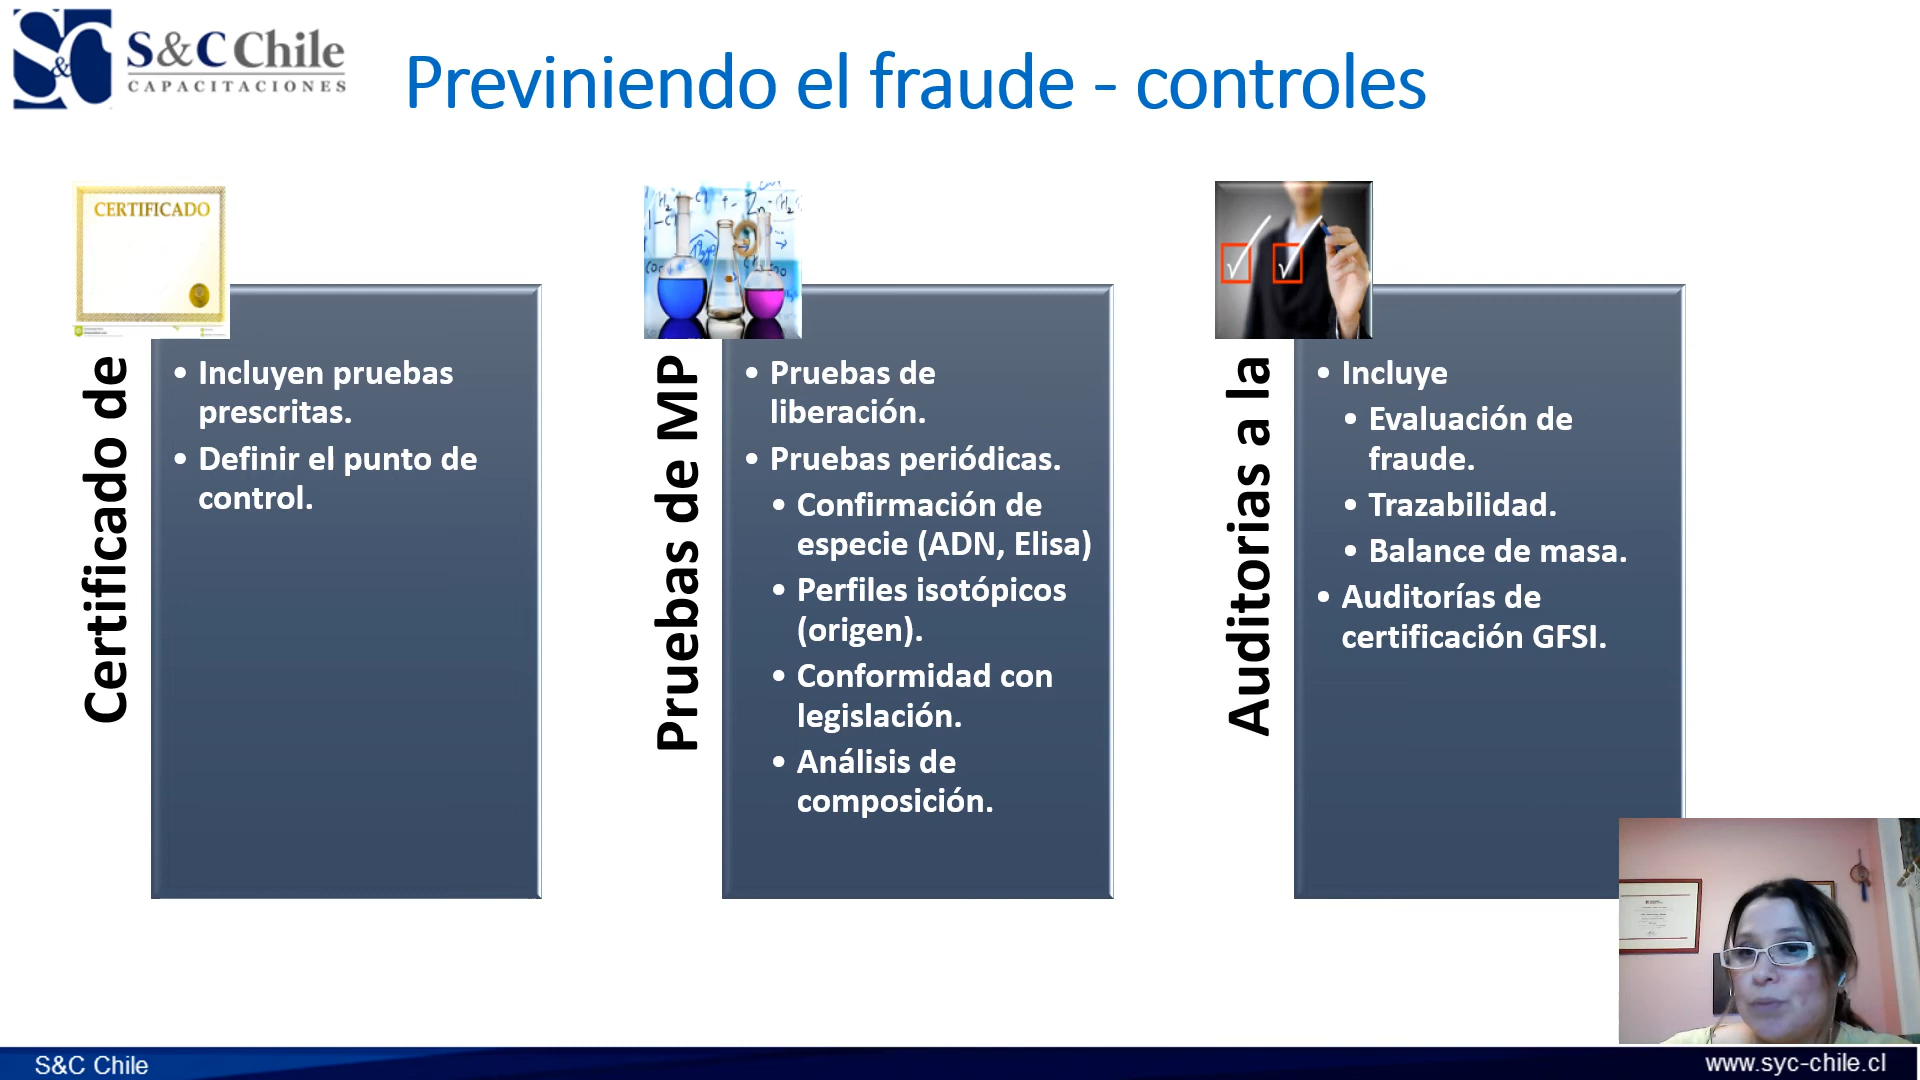 S&C Chile
CAPACITACIONES
Previniendo el fraude - controles
CERTIFICADO
Certificado de
• Incluyen pruebas
prescritas.
• Definir el punto de
control.
Pruebas de MP
• Pruebas de
liberación.
• Pruebas periódicas.
• Confirmación de
especie (ADN, Elisa)
• Perfiles isotópicos
(origen).
• Conformidad con
legislación.
• Análisis de
composición.
Auditorias a la
• Incluye
• Evaluación de
fraude.
• Trazabilidad.
• Balance de masa.
• Auditorías de
certificación GFSI.
S&C Chile
www.syc-chile.cl